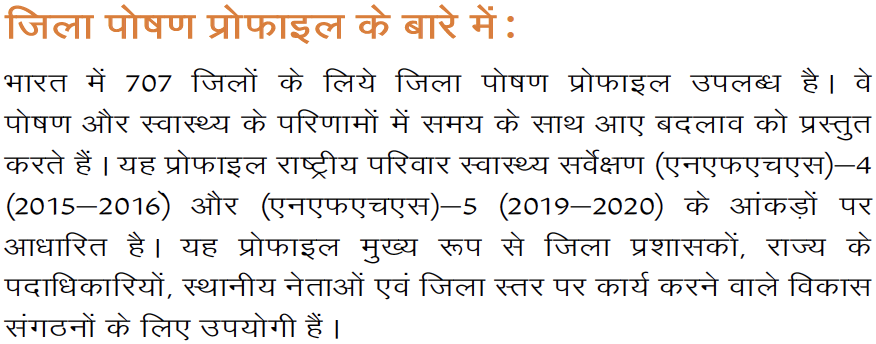 जिला पोषण प्रोफाइल के बारे में :
भारत में 707 जिलों के लिये जिला पोषण प्रोफाइल उपलब्ध है। वे
पोषण और स्वास्थ्य के परिणामों में समय के साथ आए बदलाव को प्रस्तुत
करते हैं । यह प्रोफाइल राष्ट्रीय परिवार स्वास्थ्य सर्वेक्षण (एनएफएचएस)–4
(2015–2016) और (एनएफएचएस)–5 (2019–2020) के आंकड़ों पर
आधारित है। यह प्रोफाइल मुख्य रूप से जिला प्रशासकों, राज्य के
पदाधिकारियों, स्थानीय नेताओं एवं जिला स्तर पर कार्य करने वाले विकास
संगठनों के लिए उपयोगी हैं ।